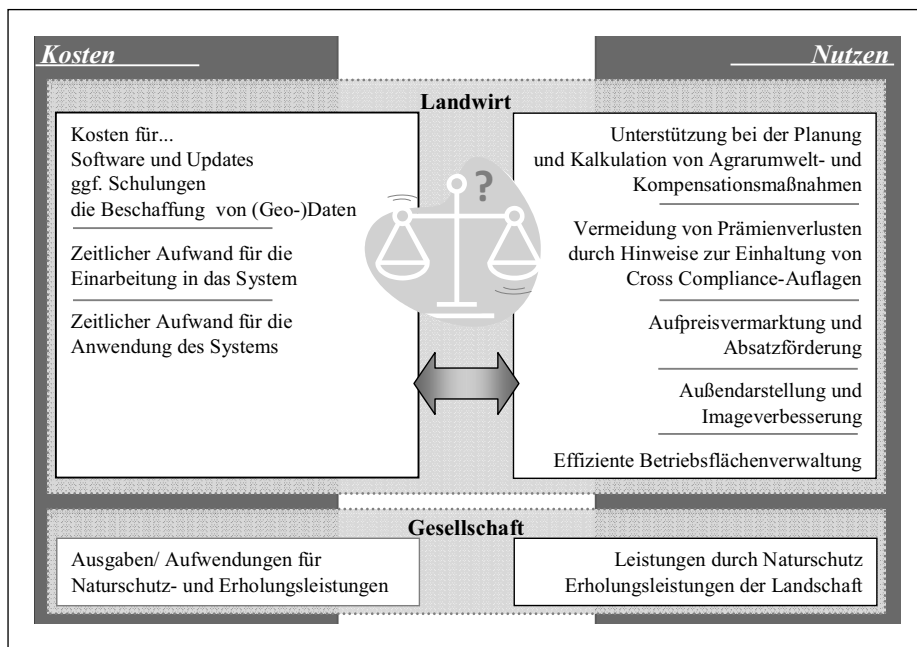 Kosten
Nutzen
Landwirt
Kosten für...
Software und Updates
ggf. Schulungen
die Beschaffung von (Geo-)Daten
Zeitlicher Aufwand für die
Einarbeitung in das System
Zeitlicher Aufwand für die
Anwendung des Systems
?
Unterstützung bei der Planung
und Kalkulation von Agrarumwelt- und
Kompensationsmaßnahmen
Vermeidung von Prämienverlusten
durch Hinweise zur Einhaltung von
Cross Compliance-Auflagen
Aufpreisvermarktung und
Absatzförderung
Außendarstellung und
Imageverbesserung
Effiziente Betriebsflächenverwaltung
Gesellschaft
Ausgaben/ Aufwendungen für
Naturschutz- und Erholungsleistungen
Leistungen durch Naturschutz
Erholungsleistungen der Landschaft